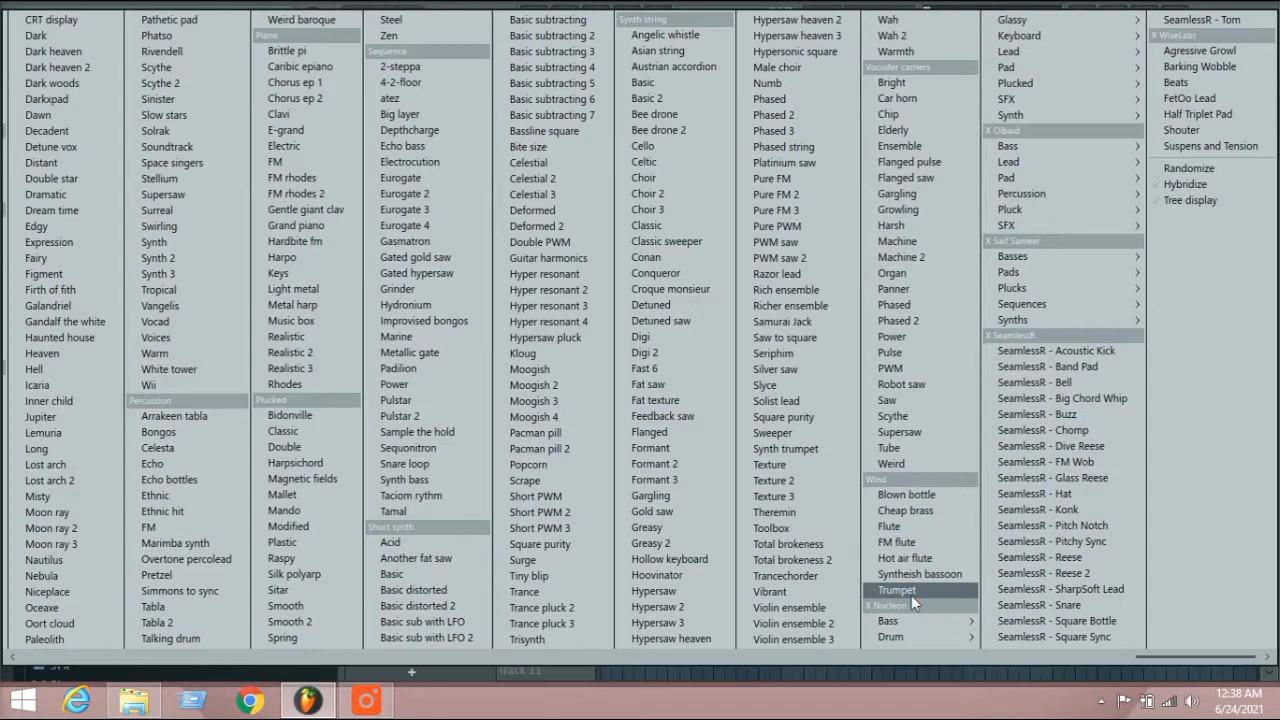 CRT display
Dark
Dark heaven
Dark heaven 2
Dark woods
Darkxpad
Dawn
Decadent
Detune vox
Distant
Double star
Dramatic
Dream time
Edgy
Expression
Fairy
Figment
Firth of fith
Galandriel
Gandalf the white
Haunted house
Heaven
Hell
Icaria
Inner child
Jupiter
Lemuria
Long
Lost arch
Lost arch 2
Misty
Moon ray
Moon ray 2
Moon ray 3
Nautilus
Nebula
Niceplace
Oceaxe
Oort cloud
Paleolith
Pathetic pad
Phatso
Rivendell
Scythe
Scythe 2
Sinister
Slow stars
Solrak
Soundtrack
Space singers
Stellium
Supersaw
Surreal
Swirling
Synth
Synth 2
Synth 3
Tropical
Vangelis
Vocad
Voices
Warm
White tower
Wii
Percussion
Arrakeen tabla
Bongos
Celesta
Echo
Echo bottles
Ethnic
Ethnic hit
FM
Marimba synth
Overtone percolead
Pretzel
Simmons to sync
Tabla
Tabla 2
Talking drum
Weird baroque
Piano
Brittle pi
Caribic epiano
Chorus ep 1
Chorus ep 2
Clavi
E-grand
Electric
FM
FM rhodes
FM rhodes 2
Gentle giant clav
Grand piano
Hardbite fm
Harpo
Keys
Light metal
Metal harp
Music box
Realistic
Realistic 2
Realistic 3
Rhodes
Plucked
Bidonville
Classic
Double
Harpsichord
Magnetic fields
Mallet
Mando
Modified
Plastic
Raspy
Silk polyarp
Sitar
Smooth
Smooth 2
Spring
Steel
Zen
Sequence
2-steppa
4-2-floor
atez
Big layer
Depthcharge
Echo bass
Electrocution
Eurogate
Eurogate 2
Eurogate 3
Eurogate 4
Gasmatron
Gated gold saw
Gated hypersaw
Grinder
Hydronium
Improvised bongos
Marine
Metallic gate
Padilion
Power
Pulstar
Pulstar 2
Sample the hold
Sequonitron
Snare loop
Synth bass
Taciom rythm
Tamal
Short synth
Acid
Another fat saw
Basic
Basic distorted
Basic distorted 2
Basic sub with LFO
Basic sub with LFO 2
Basic subtracting
Basic subtracting 2
Basic subtracting 3
Basic subtracting 4
Basic subtracting 5
Basic subtracting 6
Basic subtracting 7
Bassline square
Bite size
Celestial
Celestial 2
Celestial 3
Deformed
Deformed 2
Double PWM
Guitar harmonics
Hyper resonant
Hyper resonant 2
Hyper resonant 3
Hyper resonant 4
Hypersaw pluck
Kloug
Moogish
Moogish 2
Moogish 3
Moogish 4
Pacman pill
Pacman pill 2
Popcorn
Scrape
Short PWM
Short PWM 2
Short PWM 3
Square purity
Surge
Tiny blip
Trance
Trance pluck 2
Trance pluck 3
Trisynth
Synth string
Angelic whistle
Asian string
Austrian accordion
Basic
Basic 2
Bee drone
Bee drone 2
Cello
Celtic
Choir
Choir 2
Choir 3
Classic
Classic sweeper
Conan
Conqueror
Croque monsieur
Detuned
Detuned saw
Digi
Digi 2
Fast 6
Fat saw
Fat texture
Feedback saw
Flanged
Formant
Formant 2
Formant 3
Gargling
Gold saw
Greasy
Greasy 2
Hollow keyboard
Hoovinator
Hypersaw
Hypersaw 2
Hypersaw 3
Hypersaw heaven
Hypersaw heaven 2
Hypersaw heaven 3
Hypersonic square
Male choir
Numb
Phased
Phased 2
Phased 3
Phased string
Platinium saw
Pure FM
Pure FM 2
Pure FM 3
Pure PWM
PWM saw
PWM saw 2
Razor lead
Rich ensemble
Richer ensemble
Samurai Jack
Saw to square
Seriphim
Silver saw
Slyce
Solist lead
Square purity
Sweeper
Synth trumpet
Texture
Texture 2
Texture 3
Theremin
Toolbox
Total brokeness
Total brokeness 2
Trancechorder
Vibrant
Violin ensemble
Violin ensemble 2
Violin ensemble 3
Wah
Wah 2
Warmth
Vocoder carriers
Bright
Car horn
Chip
Elderly
Ensemble
Flanged pulse
Flanged saw
Gargling
Growling
Harsh
Machine
Machine 2
Organ
Panner
Phased
Phased 2
Power
Pulse
PWM
Robot saw
Saw
Scythe
Supersaw
Tube
Weird
Wind
Blown bottle
Cheap brass
Flute
FM flute
Hot air flute
Syntheish bassoon
Trumpet
X Nucleon
Bass
Drum
Glassy
Keyboard
Lead
Pad
Plucked
SFX
Synth
X Olbaid
Bass
Lead
Pad
Percussion
Pluck
SFX
X Saif Sameer
Basses
Pads
Plucks
Sequences
Synths
X SeamlessR
SeamlessR - Acoustic Kick
SeamlessR - Band Pad
SeamlessR - Bell
SeamlessR - Big Chord Whip
SeamlessR - Buzz
SeamlessR - Chomp
SeamlessR - Dive Reese
SeamlessR - FM Wob
SeamlessR - Glass Reese
SeamlessR - Hat
SeamlessR - Konk
SeamlessR - Pitch Notch
SeamlessR - Pitchy Sync
SeamlessR - Reese
SeamlessR - Reese 2
SeamlessR - SharpSoft Lead
SeamlessR - Snare
SeamlessR - Square Bottle
SeamlessR - Square Sync
SeamlessR - Tom
X WiseLabs
Agressive Growl
Barking Wobble
Beats
FetOo Lead
Half Triplet Pad
Shouter
Suspens and Tension
Randomize
Hybridize
Tree display
Track 11
12:38 AM
6/24/2021